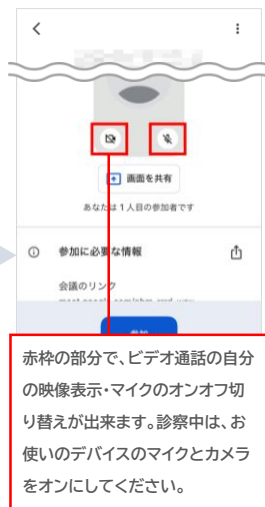 画面を共有
あなたは1人目の参加者です
参加に必要な情報
会議のリンク
赤枠の部分で、ビデオ通話の自分
の映像表示・マイクのオンオフ切
り替えが出来ます。診察中は、お
使いのデバイスのマイクとカメラ
をオンにしてください。